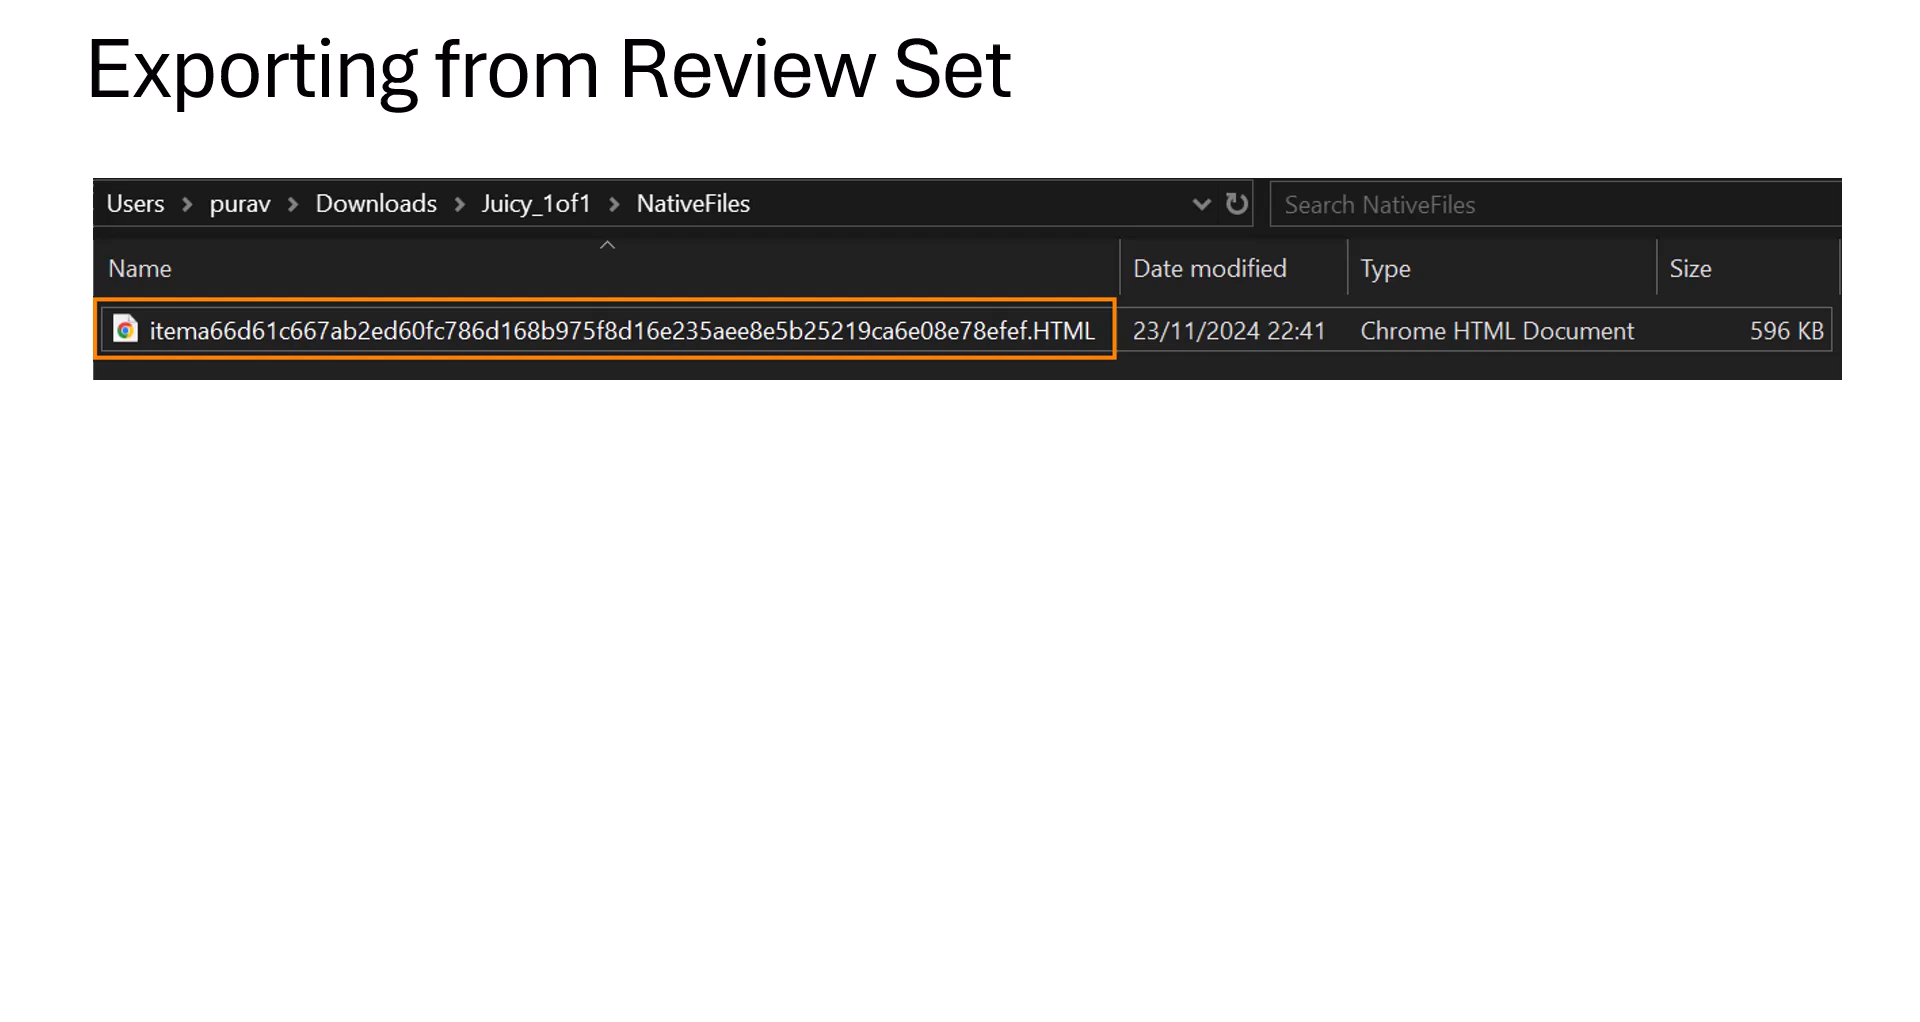 Exporting from Review Set
Users > purav > Downloads > Juicy_1of1 > NativeFiles
Search NativeFiles
Name Date modified Type Size
itema66d61c667ab2ed60fc786d168b975f8d16e235aee8e5b25219ca6e08e78efef.HTML 23/11/2024 22:41 Chrome HTML Document 596 KB